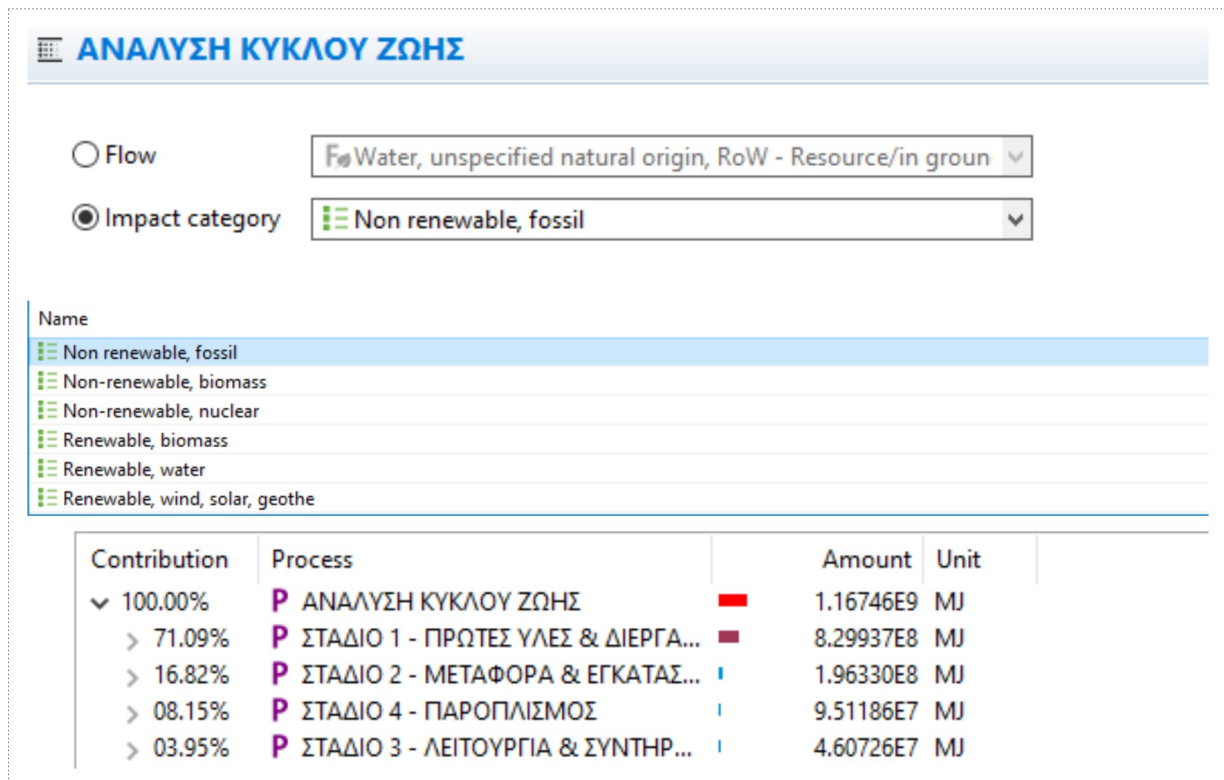 ΑΝΑΛΥΣΗ ΚΥΚΛΟΥ ΖΩΗΣ
Flow Water, unspecified natural origin, RoW - Resource/in groun
Impact category Non renewable, fossil
Name
Non renewable, fossil
Non-renewable, biomass
Non-renewable, nuclear
Renewable, biomass
Renewable, water
Renewable, wind, solar, geothe
Contribution Process Amount Unit
100.00% P ΑΝΑΛΥΣΗ ΚΥΚΛΟΥ ΖΩΗΣ 1.16746E9 MJ
71.09% P ΣΤΑΔΙΟ 1 - ΠΡΩΤΕΣ ΥΛΕΣ & ΔΙΕΡΓΑ... 8.29937E8 MJ
16.82% P ΣΤΑΔΙΟ 2 - ΜΕΤΑΦΟΡΑ & ΕΓΚΑΤΑΣ... 1.96330E8 MJ
08.15% P ΣΤΑΔΙΟ 4 - ΠΑΡΟΠΛΙΣΜΟΣ 9.51186E7 MJ
03.95% P ΣΤΑΔΙΟ 3 - ΛΕΙΤΟΥΡΓΙΑ & ΣΥΝΤΗΡ... 4.60726E7 MJ